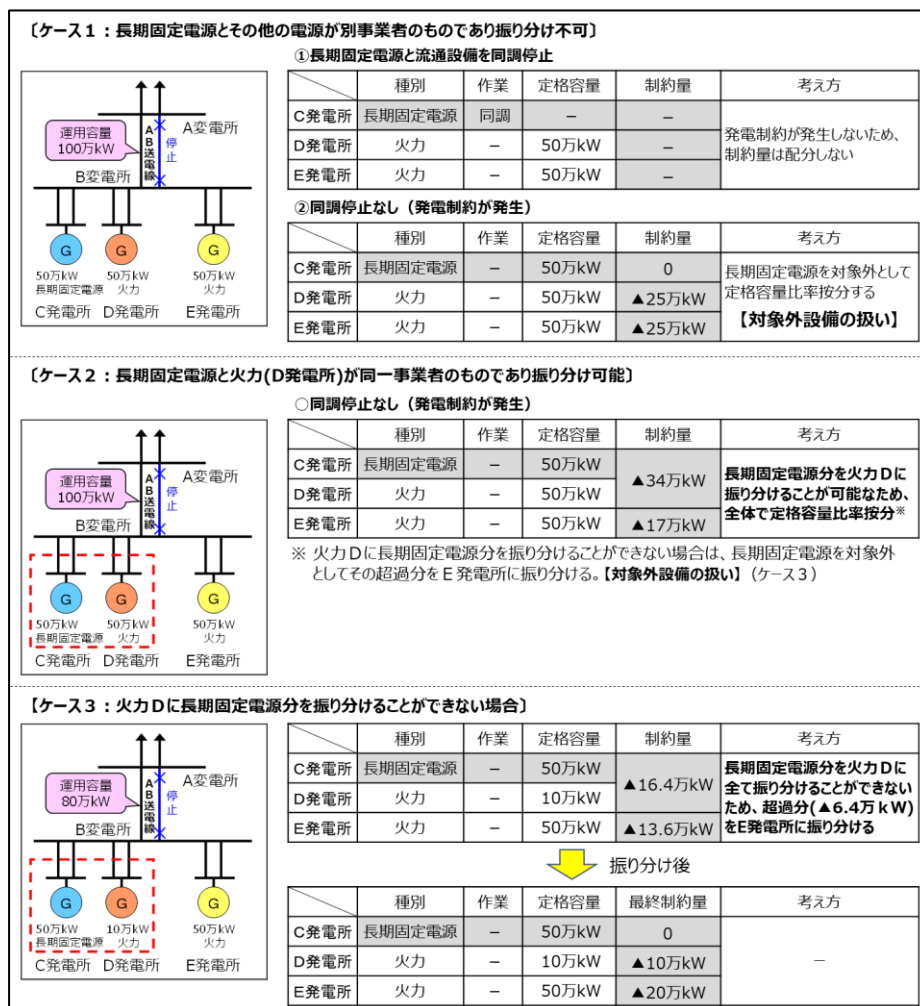 〔ケース１：長期固定電源とその他の電源が別事業者のものであり振り分け不可〕
①長期固定電源と流通設備を同調停止
運用容量
100万kW
AB送電線
停止
A変電所
B変電所
G
G
G
50万kW
長期固定電源
50万kW
火力
50万kW
火力
C発電所 D発電所 E発電所
種別 作業 定格容量 制約量 考え方
C発電所 長期固定電源 同調 － －
D発電所 火力 － 50万kW －
E発電所 火力 － 50万kW －
発電制約が発生しないため、
制約量は配分しない
②同調停止なし（発電制約が発生）
種別 作業 定格容量 制約量 考え方
C発電所 長期固定電源 － 50万kW 0
D発電所 火力 － 50万kW ▲25万kW
E発電所 火力 － 50万kW ▲25万kW
長期固定電源を対象外として
定格容量比率按分する
【対象外設備の扱い】
〔ケース２：長期固定電源と火力(D発電所)が同一事業者のものであり振り分け可能〕
○同調停止なし（発電制約が発生）
運用容量
100万kW
AB送電線
停止
A変電所
B変電所
G
G
G
50万kW
長期固定電源
50万kW
火力
50万kW
火力
C発電所 D発電所 E発電所
種別 作業 定格容量 制約量 考え方
C発電所 長期固定電源 － 50万kW
D発電所 火力 － 50万kW
▲34万kW
E発電所 火力 － 50万kW ▲17万kW
長期固定電源分を火力Dに
振り分けることが可能なため、
全体で定格容量比率按分※
※ 火力Ｄに長期固定電源分を振り分けることができない場合は、長期固定電源を対象外
としてその超過分をＥ発電所に振り分ける。【対象外設備の扱い】（ケース３）
【ケース３：火力Ｄに長期固定電源分を振り分けることができない場合】
運用容量
80万kW
AB送電線
停止
A変電所
B変電所
G
G
G
50万kW
長期固定電源
10万kW
火力
50万kW
火力
C発電所 D発電所 E発電所
種別 作業 定格容量 制約量 考え方
C発電所 長期固定電源 － 50万kW
D発電所 火力 － 10万kW
▲16.4万kW
E発電所 火力 － 50万kW ▲13.6万kW
長期固定電源分を火力Dに
全て振り分けることができない
ため、超過分(▲6.4万ｋW)
をE発電所に振り分ける
振り分け後
種別 作業 定格容量 最終制約量 考え方
C発電所 長期固定電源 － 50万kW 0
D発電所 火力 － 10万kW ▲10万kW
E発電所 火力 － 50万kW ▲20万kW
－